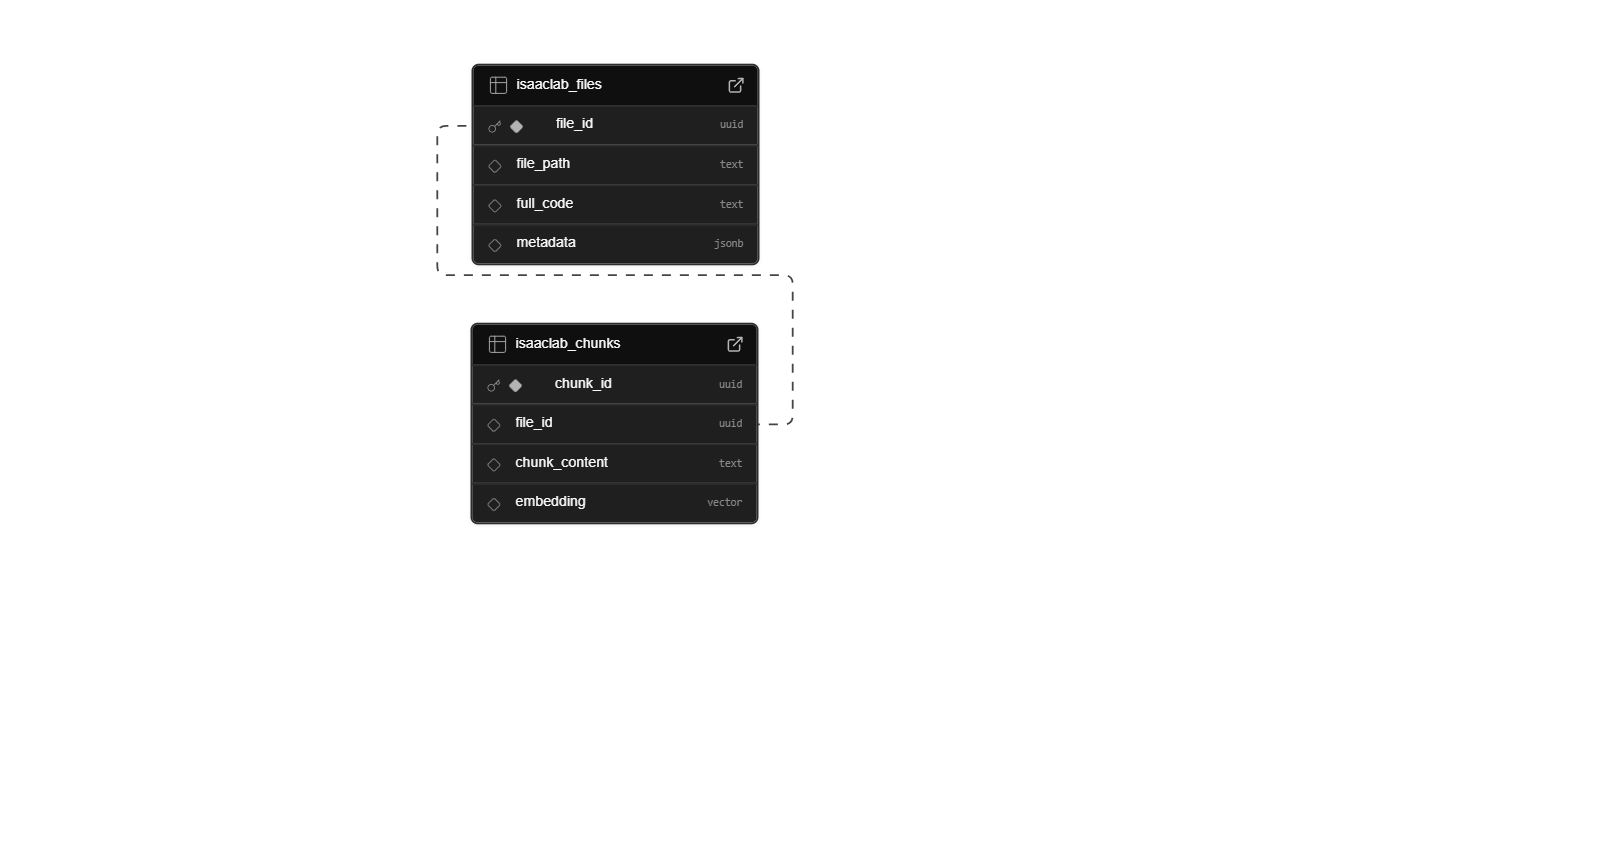 isaaclab_files
file_id uuid
file_path text
full_code text
metadata jsonb
isaaclab_chunks
chunk_id uuid
file_id uuid
chunk_content text
embedding vector